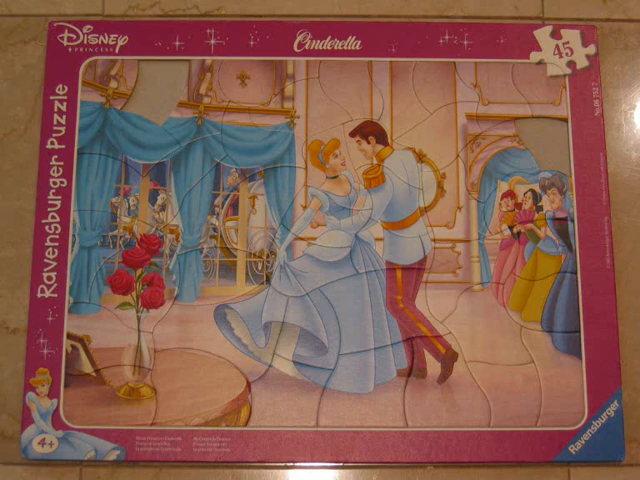 Disney
PRINCESS
Cinderella
45
Ravensburger Puzzle
4+
Ravensburger